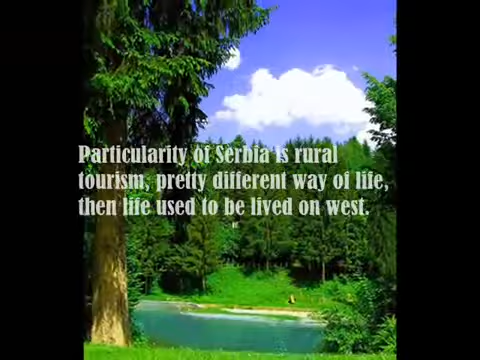 Particularity of Serbia is rural
tourism, pretty different way of life,
then life used to be lived on west.